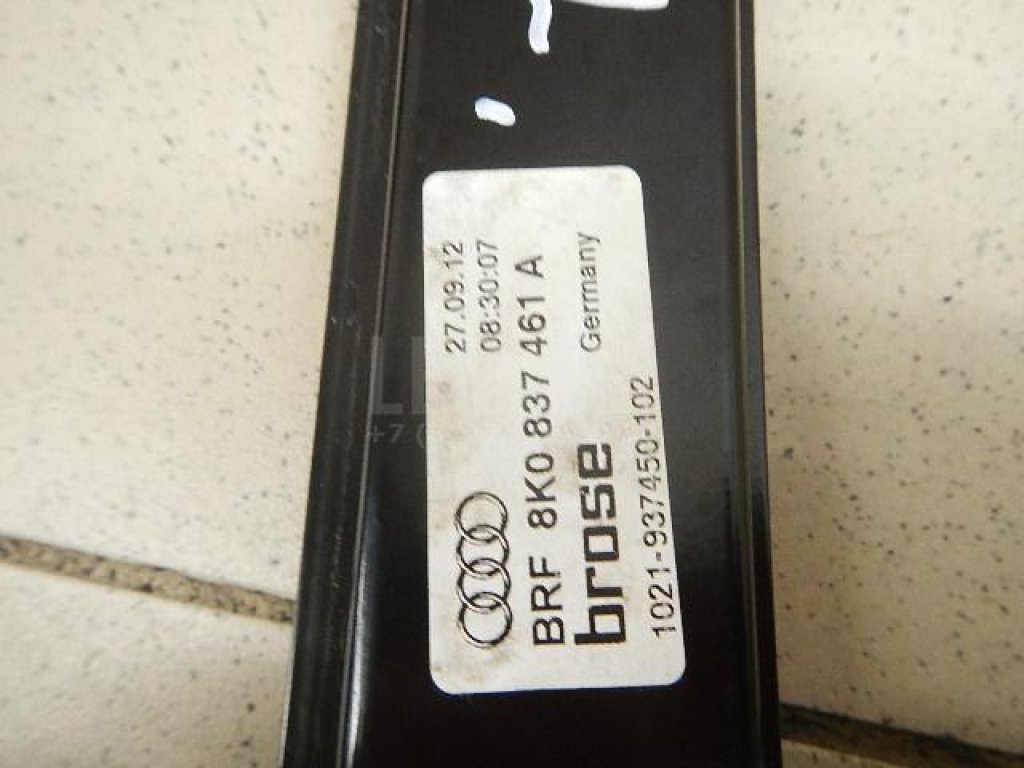 27.09.12
08:30:07
BRF 8K0 837 461 A
brose Germany
1021-937450-102